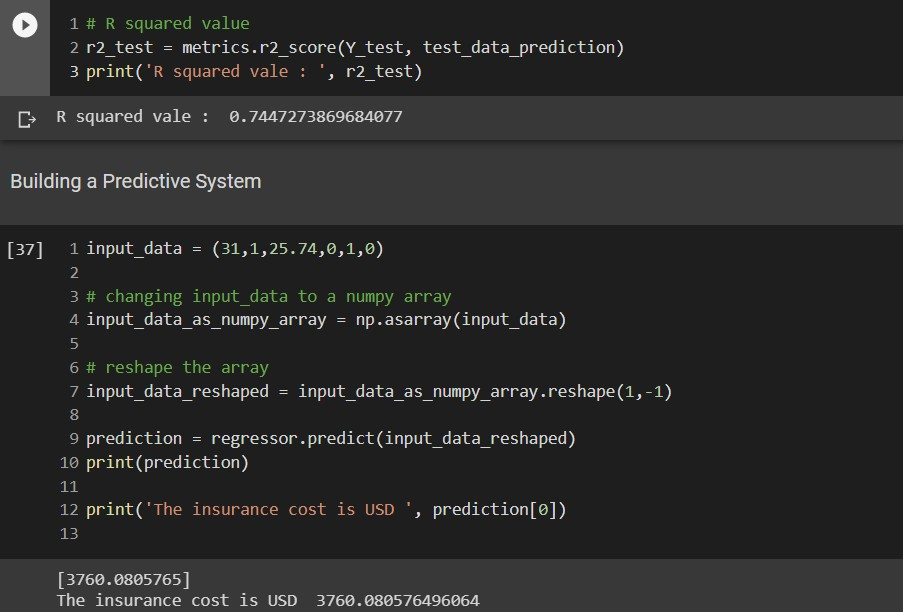 1 # R squared value
2 r2_test = metrics.r2_score(Y_test, test_data_prediction)
3 print('R squared vale : ', r2_test)
R squared vale :  0.7447273869684077
Building a Predictive System
[37] 1 input_data = (31,1,25.74,0,1,0)
2
3 # changing input_data to a numpy array
4 input_data_as_numpy_array = np.asarray(input_data)
5
6 # reshape the array
7 input_data_reshaped = input_data_as_numpy_array.reshape(1,-1)
8
9 prediction = regressor.predict(input_data_reshaped)
10 print(prediction)
11
12 print('The insurance cost is USD ', prediction[0])
13
[3760.0805765]
The insurance cost is USD  3760.080576496064